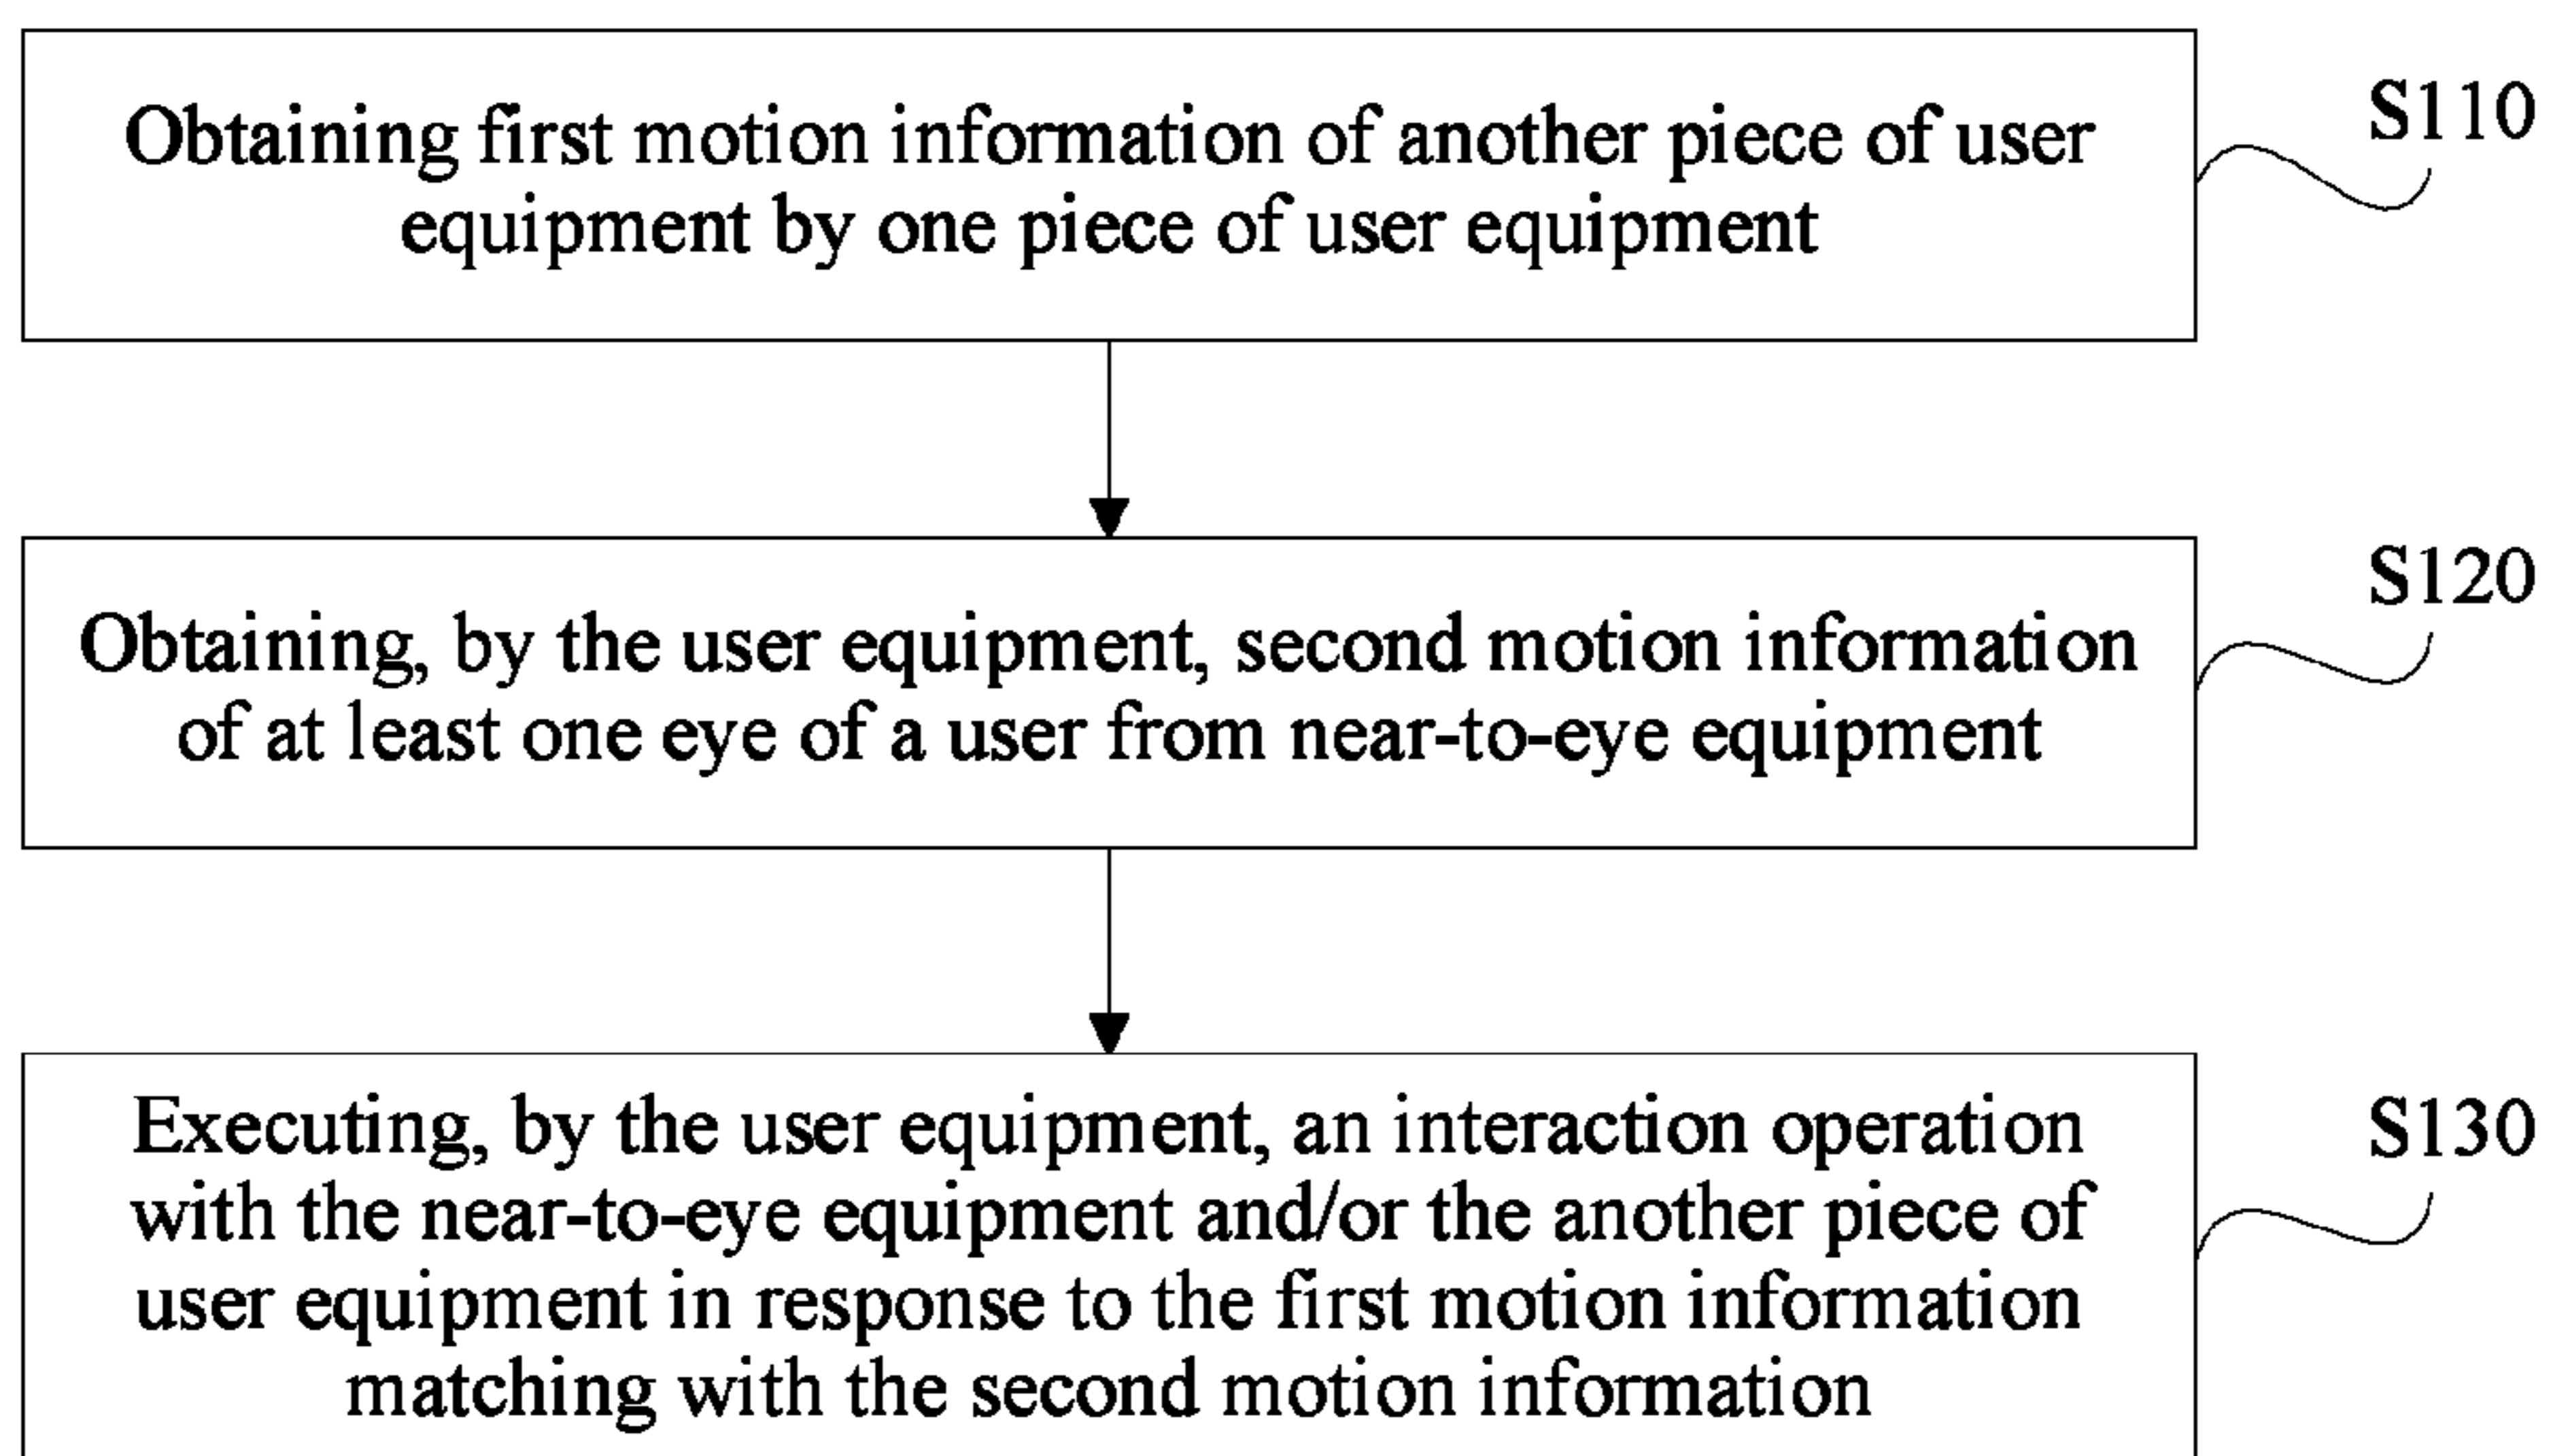 Obtaining first motion information of another piece of user
equipment by one piece of user equipment
S110
Obtaining, by the user equipment, second motion information
of at least one eye of a user from near-to-eye equipment
S120
Executing, by the user equipment, an interaction operation
with the near-to-eye equipment and/or the another piece of
user equipment in response to the first motion information
matching with the second motion information
S130